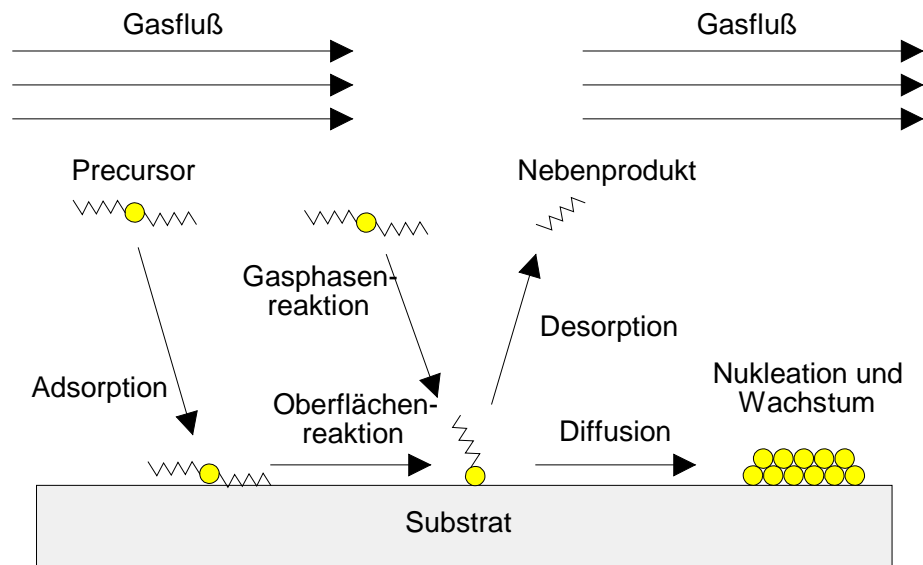 Gasfluß
Gasfluß
Precursor
Nebenprodukt
Gasphasen-
reaktion
Desorption
Adsorption
Oberflächen-
reaktion
Diffusion
Nukleation und
Wachstum
Substrat